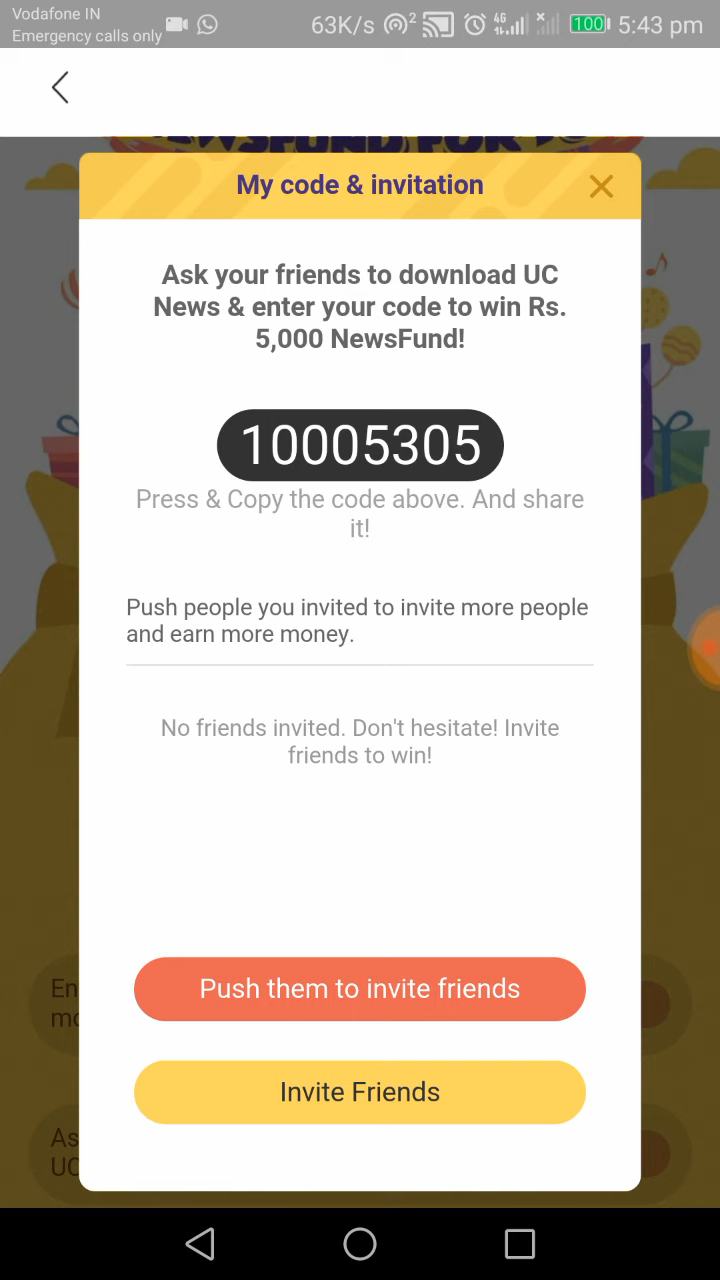 Vodafone IN
Emergency calls only
63K/s 2 4G 100 5:43 pm
My code & invitation
Ask your friends to download UC
News & enter your code to win Rs.
5,000 NewsFund!
10005305
Press & Copy the code above. And share
it!
Push people you invited to invite more people
and earn more money.
No friends invited. Don't hesitate! Invite
friends to win!
Push them to invite friends
Invite Friends